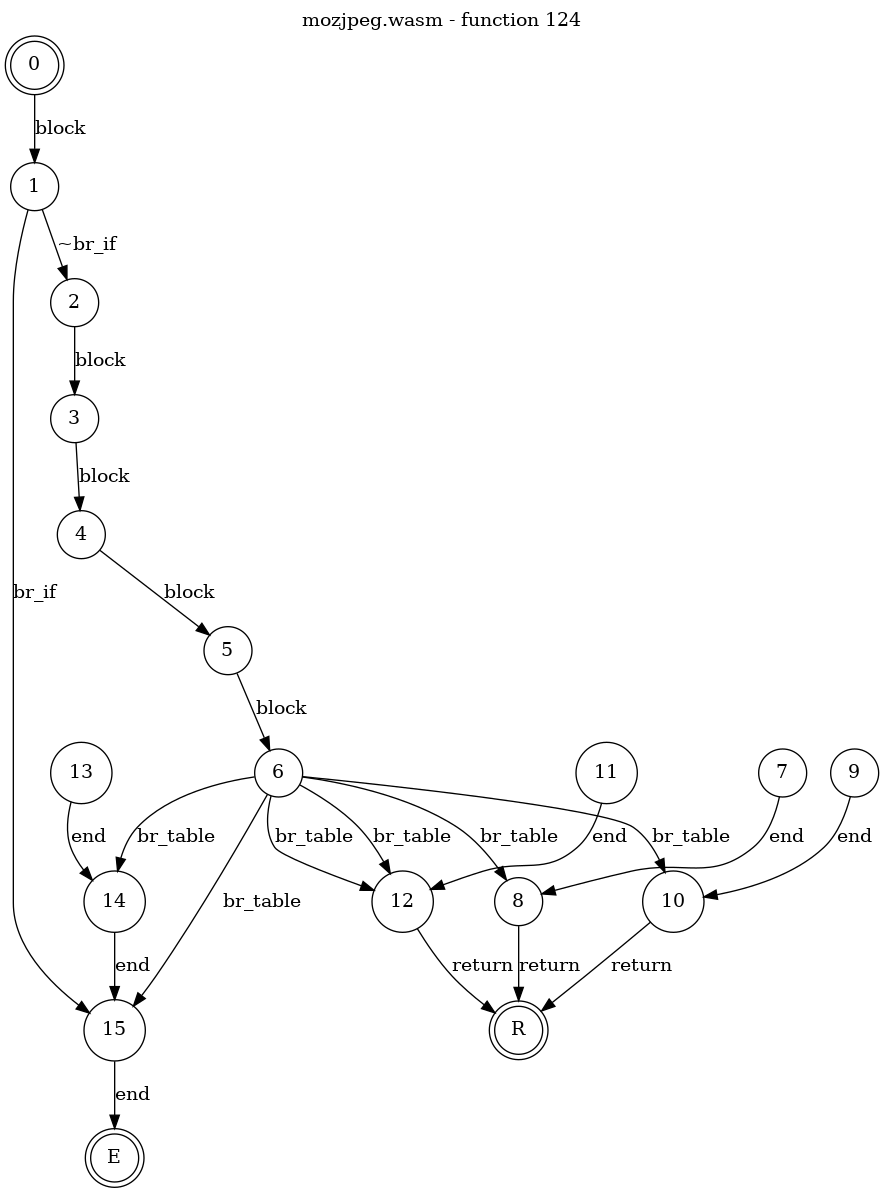 mozjpeg.wasm - function 124
0
block
1
~br_if
2
block
3
block
4
br_if
block
5
block
13
6
11
7
9
end
br_table
br_table
br_table
br_table
end
br_table
end
end
14
br_table
12
8
10
end
return
return
return
15
R
end
E